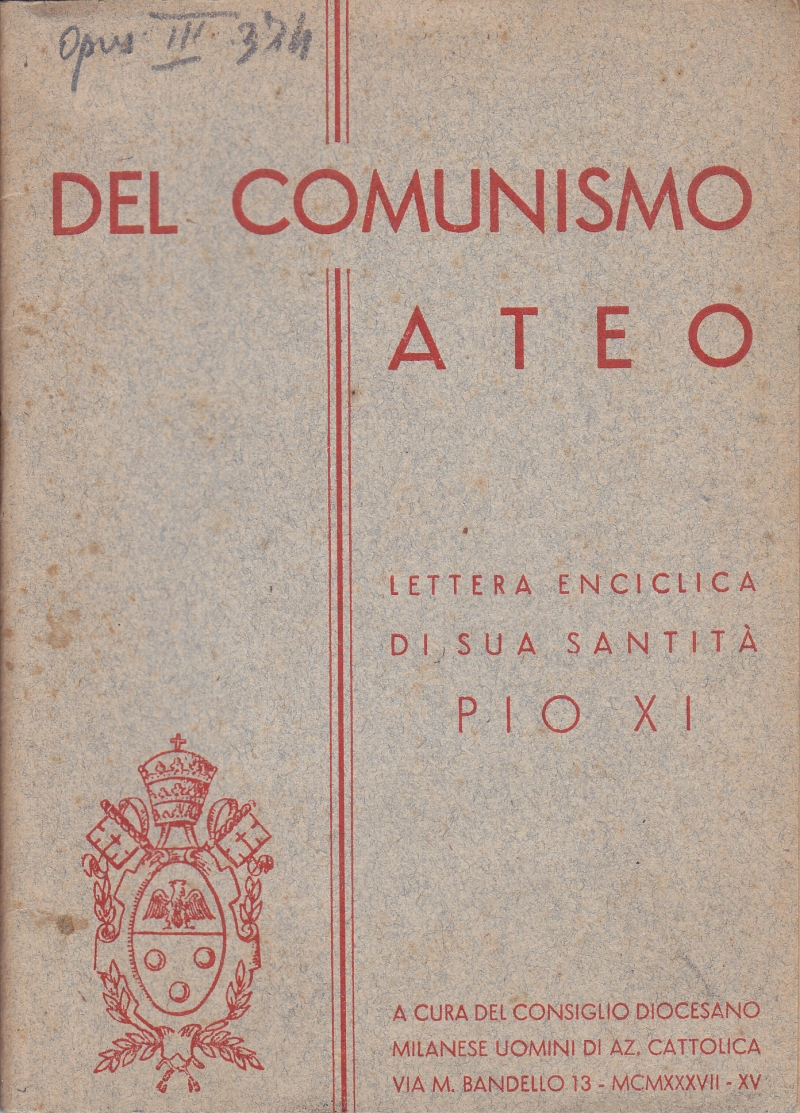 Opus III 374
DEL COMUNISMO
ATEO
LETTERA ENCICLICA
DI SUA SANTITÀ
PIO XI
A CURA DEL CONSIGLIO DIOCESANO
MILANESE UOMINI DI AZ. CATTOLICA
VIA M. BANDELLO 13 - MCMXXXVII - XV